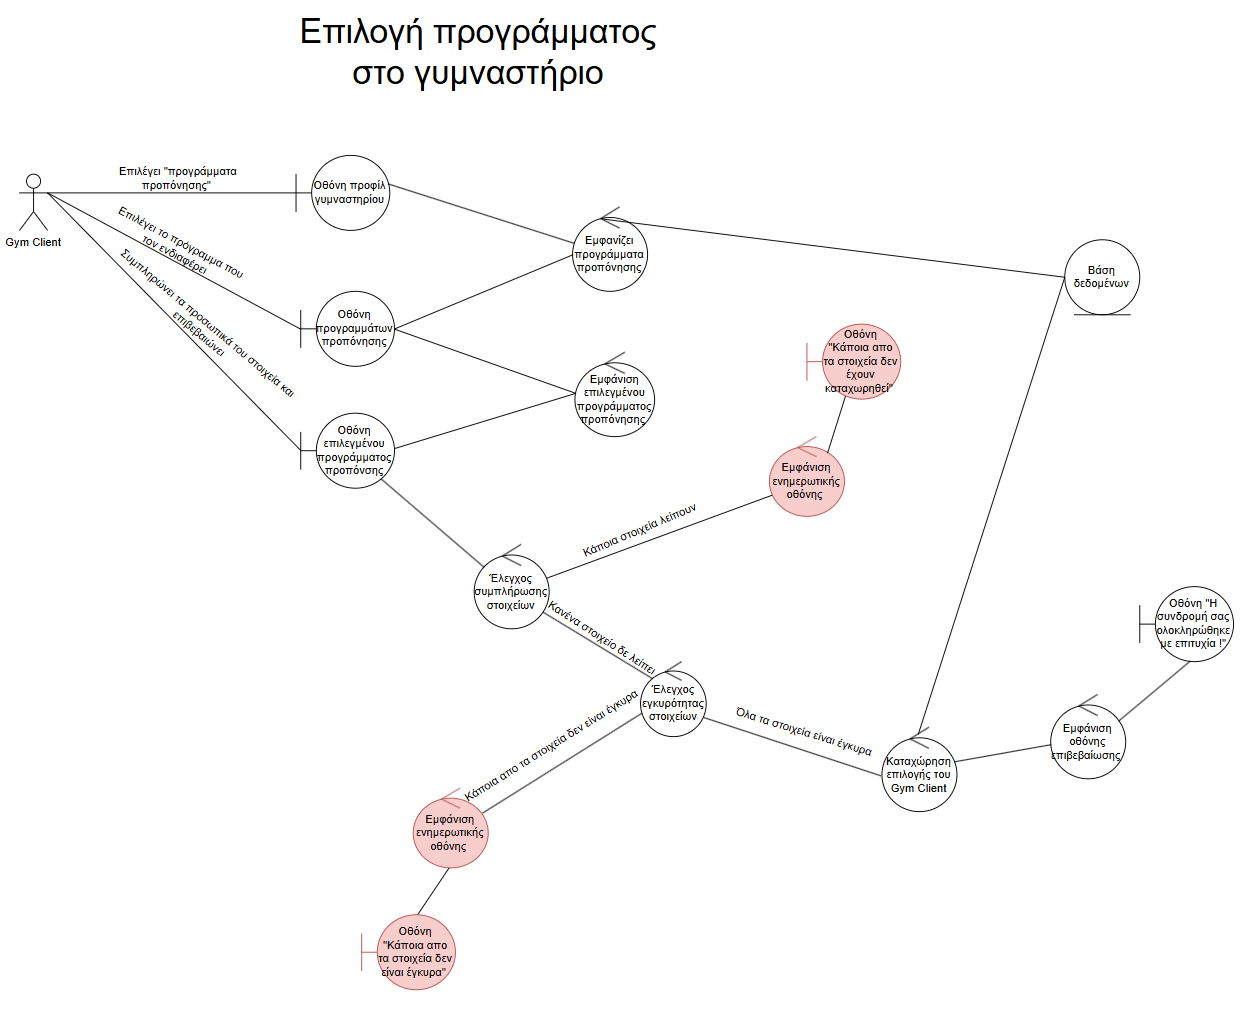 Επιλογή προγράμματος
στο γυμναστήριο
Επιλέγει "προγράμματα
προπόνησης"
Gym Client
Οθόνη προφίλ
γυμναστηρίου
Επιλέγει το πρόγραμμα που
τον ενδιαφέρει
Συμπληρώνει τα προσωπικά του στοιχεία και
επιβεβαιώνει
Εμφανίζει
προγράμματα
προπόνησης
Βάση
δεδομένων
Οθόνη
προγραμμάτων
προπόνησης
Οθόνη
"Κάποια απο
τα στοιχεία δεν
έχουν
καταχωρηθεί"
Εμφάνιση
επιλεγμένου
προγράμματος
προπόνησης
Οθόνη
επιλεγμένου
προγράμματος
προπόνσης
Εμφάνιση
ενημερωτικής
οθόνης
Κάποια στοιχεία λείπουν
Έλεγχος
συμπλήρωσης
στοιχείων
Κανένα στοιχείο δε λείπει
Οθόνη "Η
συνδρομή σας
ολοκληρώθηκε
με επιτυχία !"
Έλεγχος
εγκυρότητας
στοιχείων
Κάποια απο τα στοιχεία δεν είναι έγκυρα
Όλα τα στοιχεία είναι έγκυρα
Εμφάνιση
οθόνης
επιβεβαίωσης
Καταχώρηση
επιλογής του
Gym Client
Εμφάνιση
ενημερωτικής
οθόνης
Οθόνη
"Κάποια απο
τα στοιχεία δεν
είναι έγκυρα"